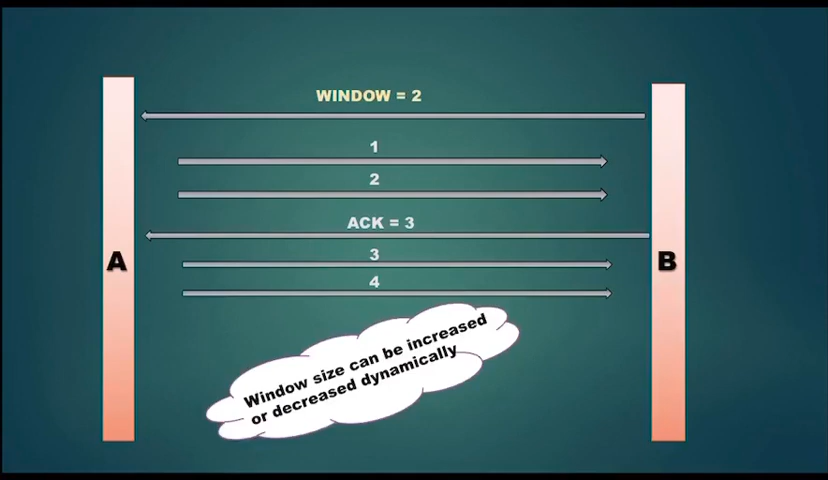 WINDOW = 2
1
2
ACK = 3
3
4
A
B
Window size can be increased
or decreased dynamically